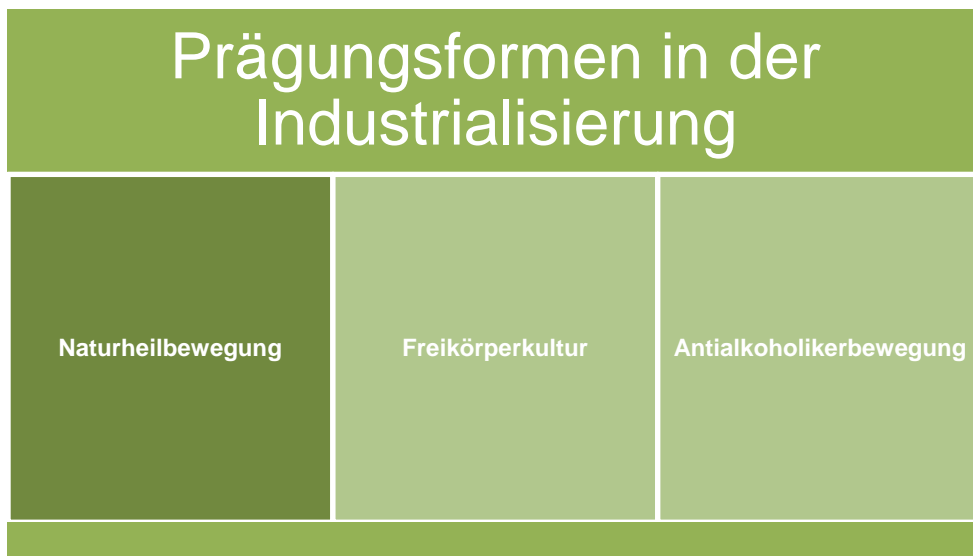 Prägungsformen in der
Industrialisierung
Naturheilbewegung
Freikörperkultur
Antialkoholikerbewegung